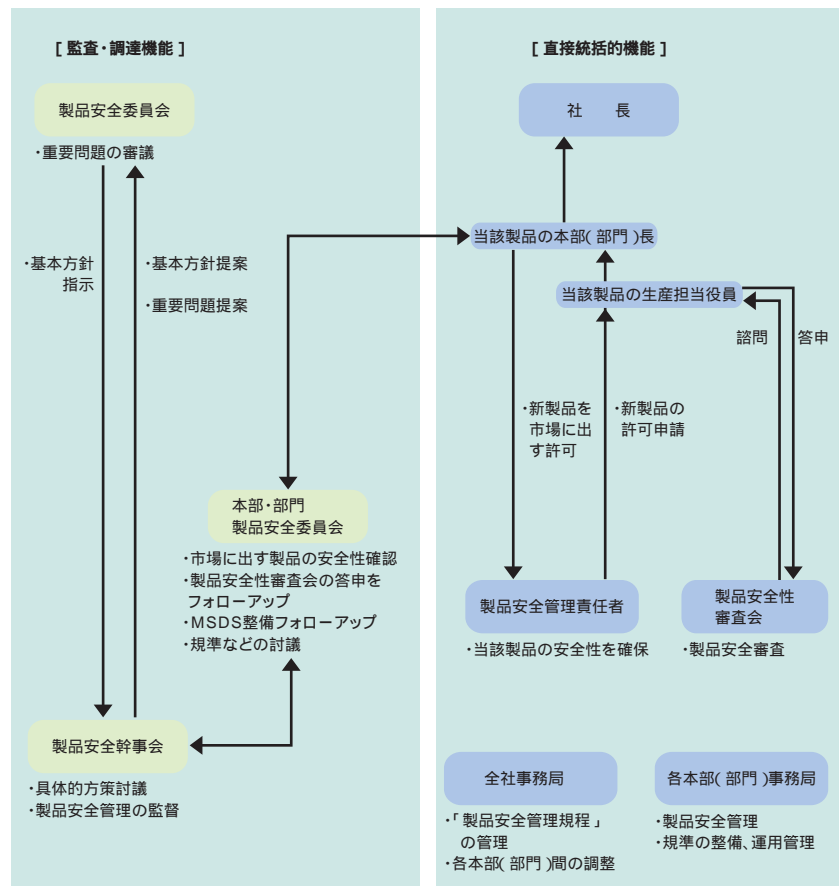 [ 監査・調達機能 ]
製品安全委員会
・重要問題の審議
・基本方針
指示
・基本方針提案
・重要問題提案
本部・部門
製品安全委員会
・市場に出す製品の安全性確認
・製品安全性審査会の答申を
フォローアップ
・MSDS整備フォローアップ
・規準などの討議
製品安全幹事会
・具体的方策討議
・製品安全管理の監督
[ 直接統括的機能 ]
社　長
当該製品の本部(部門)長
当該製品の生産担当役員
諮問
答申
・新製品を
市場に出
す許可
・新製品の
許可申請
製品安全管理責任者
・当該製品の安全性を確保
製品安全性
審査会
・製品安全審査
全社事務局
・「製品安全管理規程」
の管理
・各本部(部門)間の調整
各本部(部門)事務局
・製品安全管理
・規準の整備、運用管理